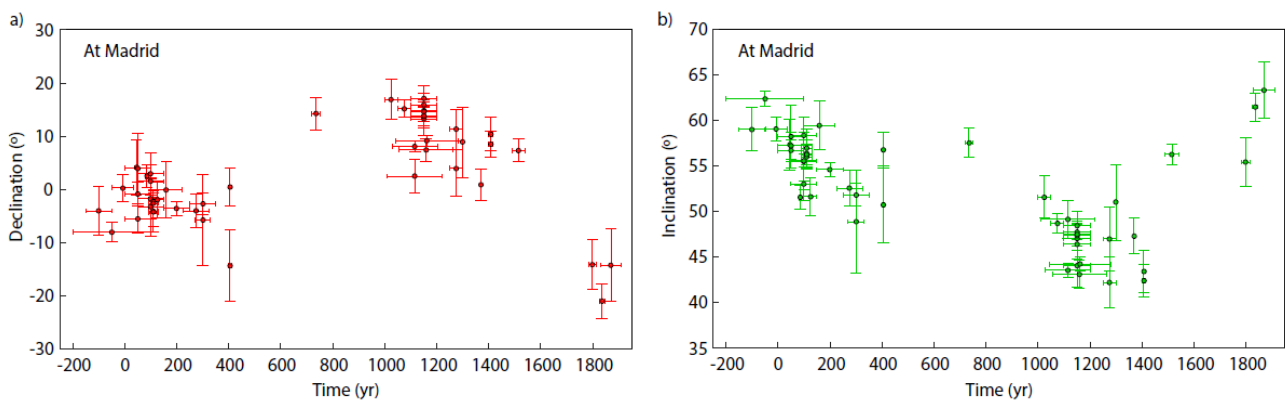 a)
At Madrid
Declination (º)
30
20
10
0
-10
-20
-30
-200 0 200 400 600 800 1000 1200 1400 1600 1800
Time (yr)
b)
At Madrid
Inclination (º)
70
65
60
55
50
45
40
35
-200 0 200 400 600 800 1000 1200 1400 1600 1800
Time (yr)